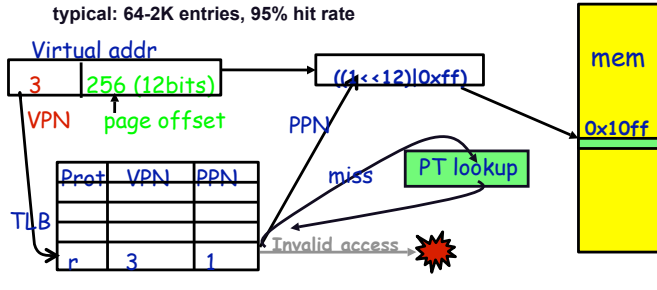 typical: 64-2K entries, 95% hit rate
Virtual addr
3 256 (12bits)
((1<<12)|0xff)
mem
VPN page offset
PPN
0x10ff
Prot VPN PPN
miss
PT lookup
TLB
Invalid access
r 3 1